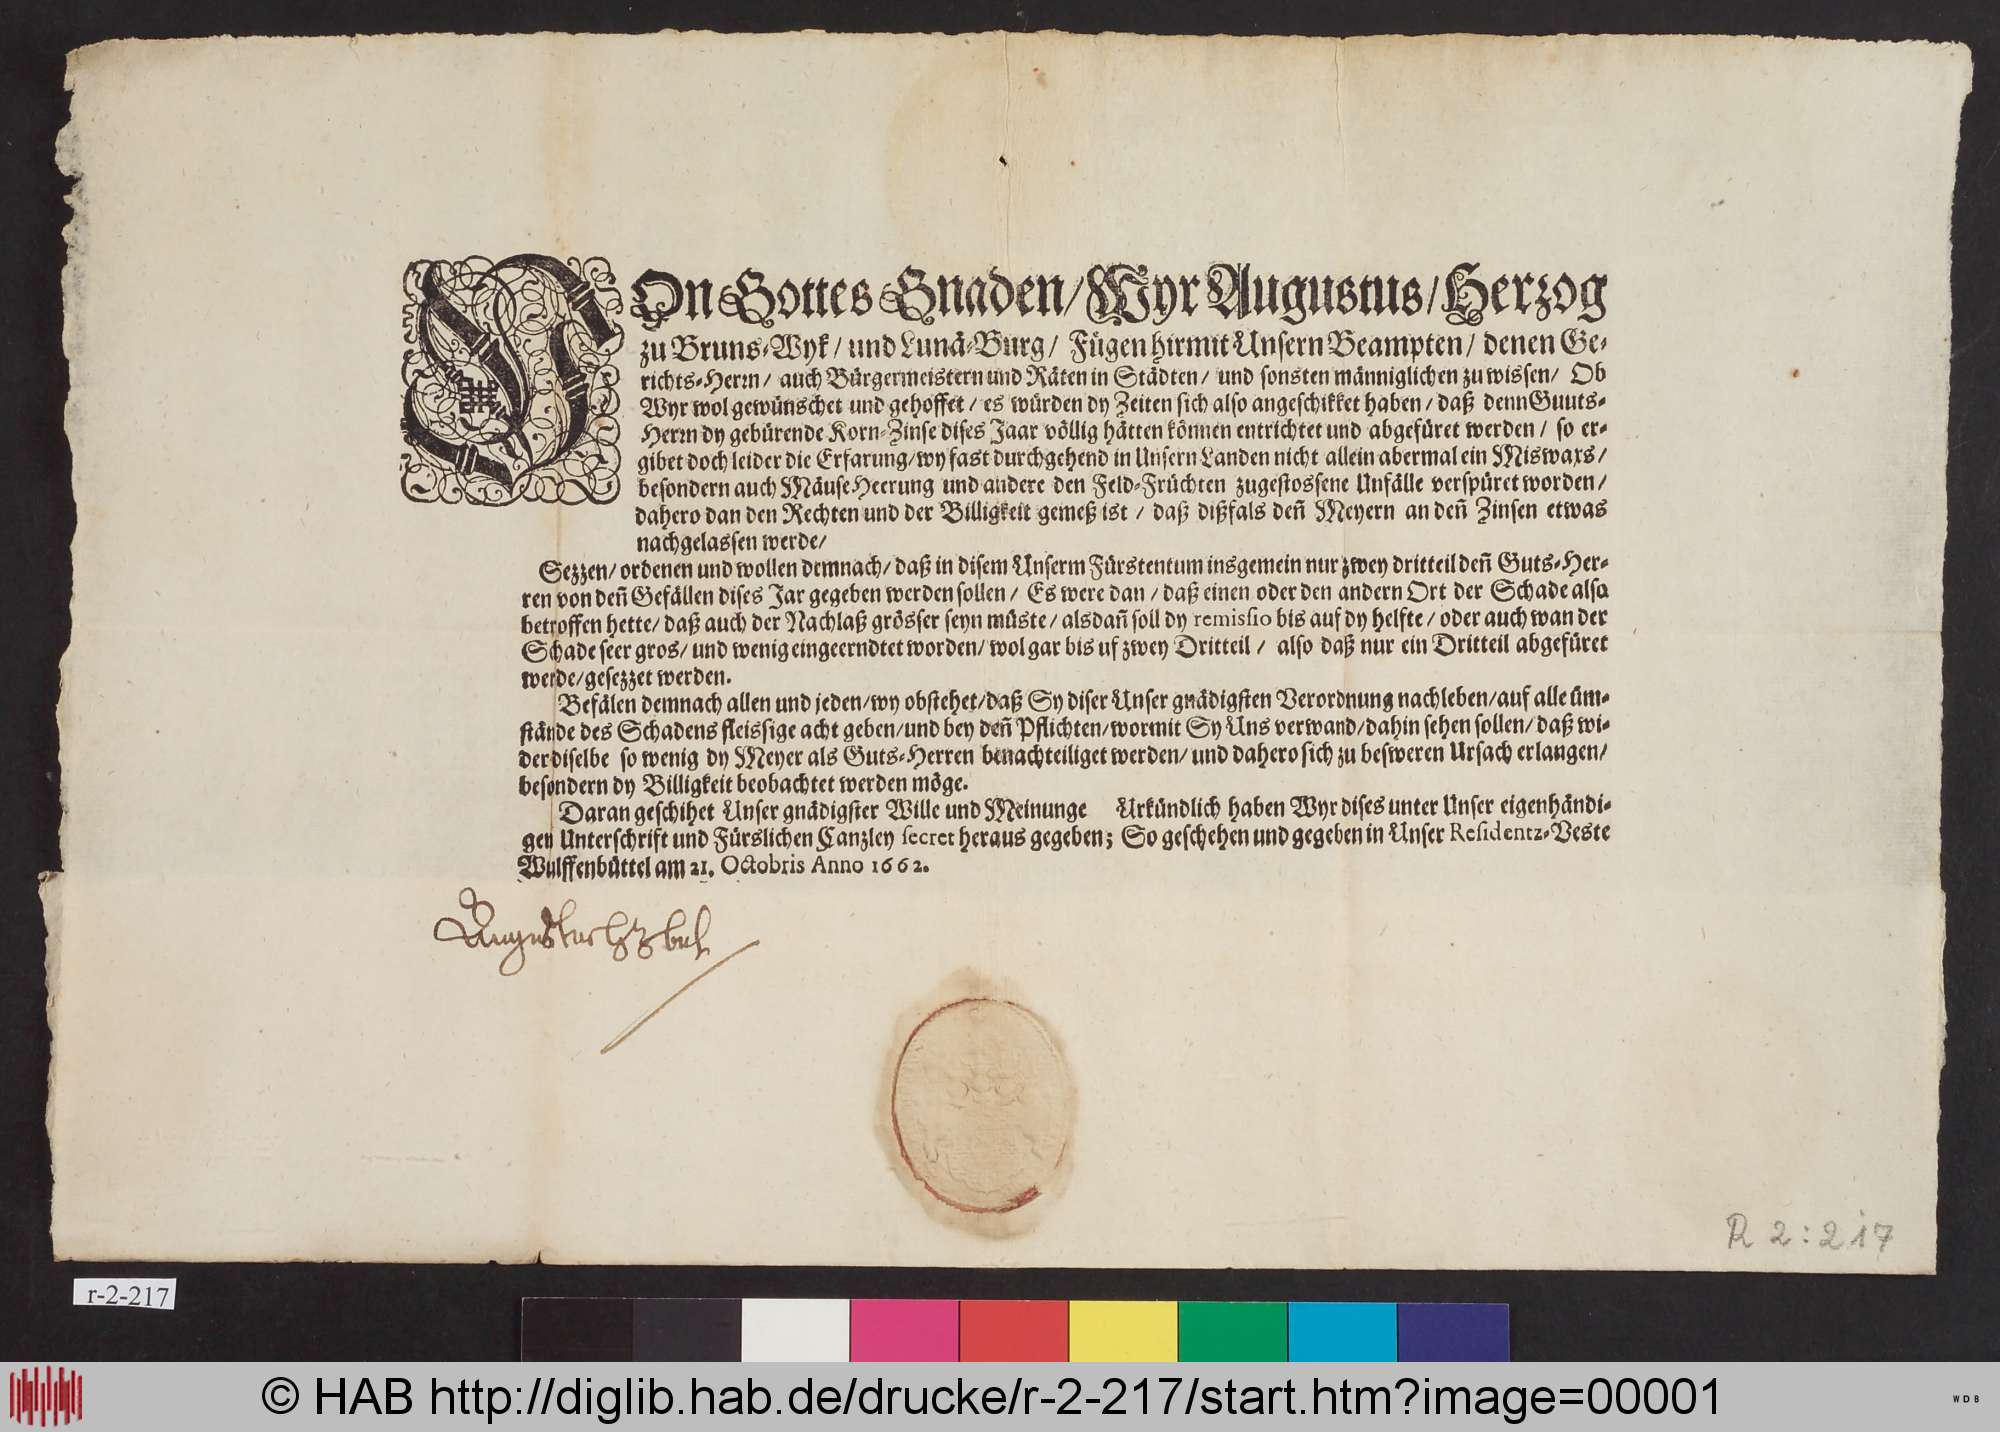 VOn Gottes Gnaden/ Wyr Augustus/ Herzog
zu Bruns-Wyk/ und Lunä-Burg/ Fügen hirmit Unsern Beampten/ denen Ge-
richts-Herrn/ auch Bürgermeistern und Räten in Städten/ und sonsten männiglichen zu wissen/ Ob
Wyr wol gewünschet und gehoffet/ es würden dy Zeiten sich also angeschikket haben/ daß denn Guuts-
Herrn dy gebürende Korn-Zinse dises Jaar völlig hätten können entrichtet und abgefüret werden/ so er-
gibet doch leider die Erfarung/ wy fast durchgehend in Unsern Landen nicht allein abermal ein Miswaxs/
besondern auch Mäuse-Heerung und andere den Feld-Früchten zugestossene Unfälle verspüret worden/
dahero dan den Rechten und der Billigkeit gemeß ist/ daß dißfals deñ Meyern an deñ Zinsen etwas
nachgelassen werde/
Sezzen/ ordenen und wollen demnach/ daß in disem Unserm Fürstentum insgemein nur zwey dritteil deñ Guts-Her-
ren von deñ Gefällen dises Jar gegeben werden sollen/ Es were dan/ daß einen oder den andern Ort der Schade also
betroffen hette/ daß auch der Nachlaß grösser seyn müste/ alsdañ soll dy remissio bis auf dy helfte/ oder auch wan der
Schade seer gros/ und wenig eingeerndtet worden/ wol gar bis uf zwey Dritteil/ also daß nur ein Dritteil abgefüret
werde/ gesezzet werden.
Befälen demnach allen und jeden/ wy obstehet/ daß Sy diser Unser gnädigsten Verordnung nachleben/ auf alle üm-
stände des Schadens fleissige acht geben/ und bey deñ Pflichten/ wormit Sy Uns verwand/ dahin sehen sollen/ daß wi-
der diselbe so wenig dy Meyer als Guts-Herren benachteiliget werden/ und dahero sich zu besweren Ursach erlangen/
besondern dy Billigkeit beobachtet werden möge.
Daran geschihet Unser gnädigster Wille und Meinunge Urkündlich haben Wyr dises unter Unser eigenhändi-
gen Unterschrift und Fürslichen Canzley secret heraus gegeben; So geschehen und gegeben in Unser Residentz-Veste
Wulffenbüttel am 21. Octobris Anno 1662.
Augustus HzBuL
R 2:217
r-2-217
© HAB http://diglib.hab.de/drucke/r-2-217/start.htm?image=00001
WDB